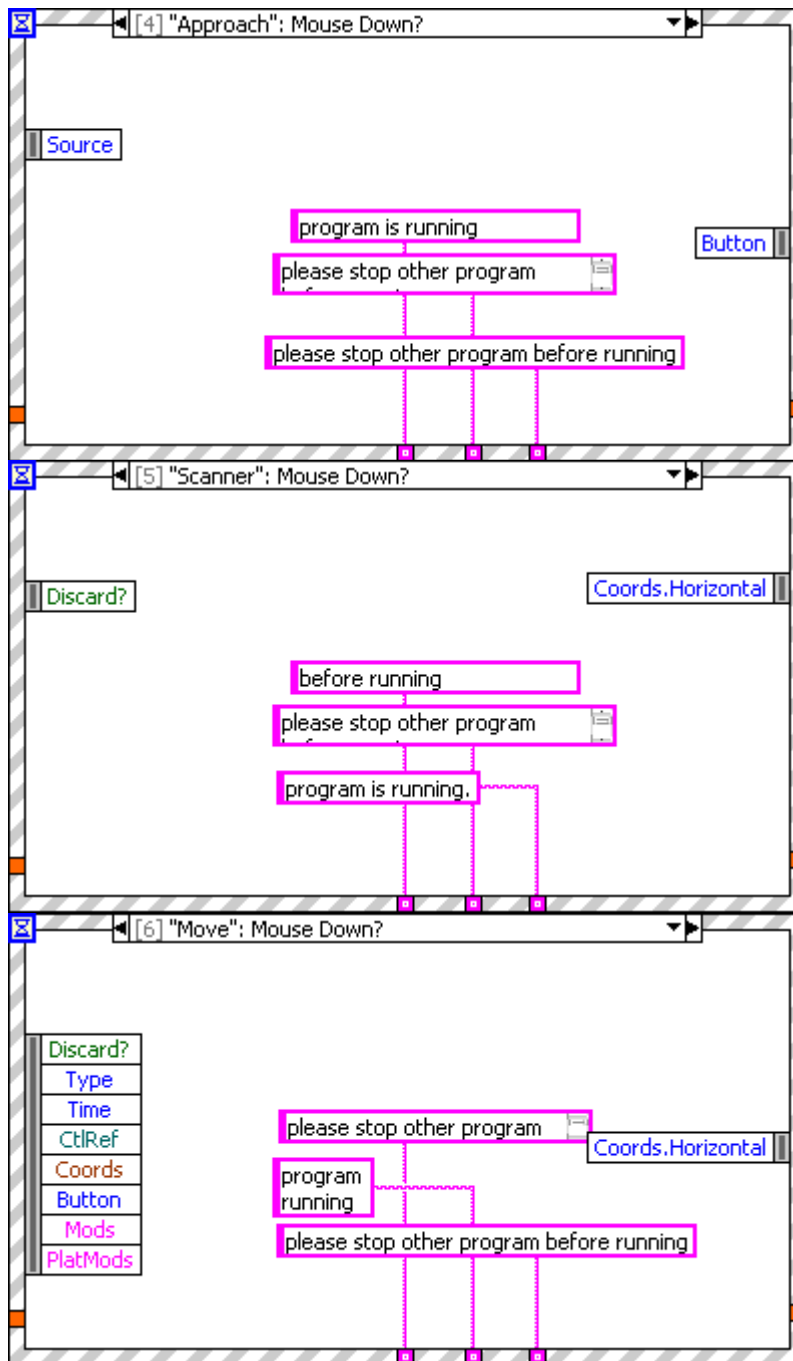 [4] "Approach": Mouse Down?
Source
program is running
Button
please stop other program
please stop other program before running
[5] "Scanner": Mouse Down?
Discard?
Coords.Horizontal
before running
please stop other program
program is running.
[6] "Move": Mouse Down?
Discard?
Type
Time
CtlRef
Coords
Button
Mods
PlatMods
please stop other program
Coords.Horizontal
program
running
please stop other program before running